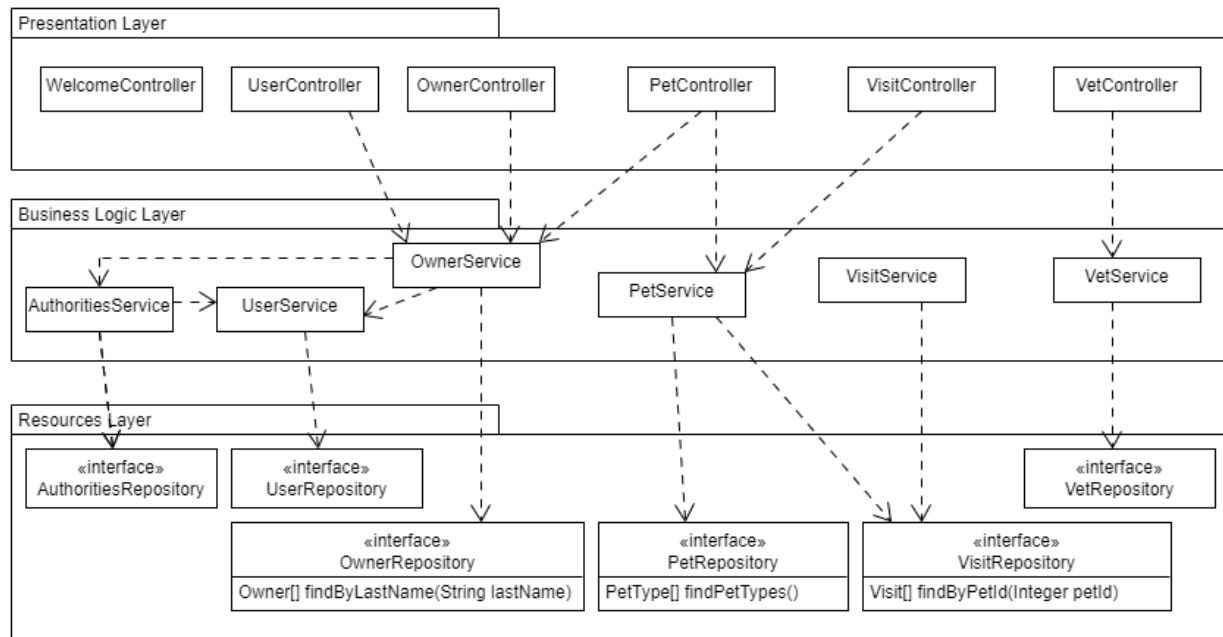 Presentation Layer
WelcomeController
UserController
OwnerController
PetController
VisitController
VetController
Business Logic Layer
OwnerService
AuthoritiesService
UserService
PetService
VisitService
VetService
Resources Layer
«interface»
AuthoritiesRepository
«interface»
UserRepository
«interface»
VetRepository
«interface»
OwnerRepository
Owner[] findByLastName(String lastName)
«interface»
PetRepository
PetType[] findPetTypes()
«interface»
VisitRepository
Visit[] findByPetId(Integer petId)